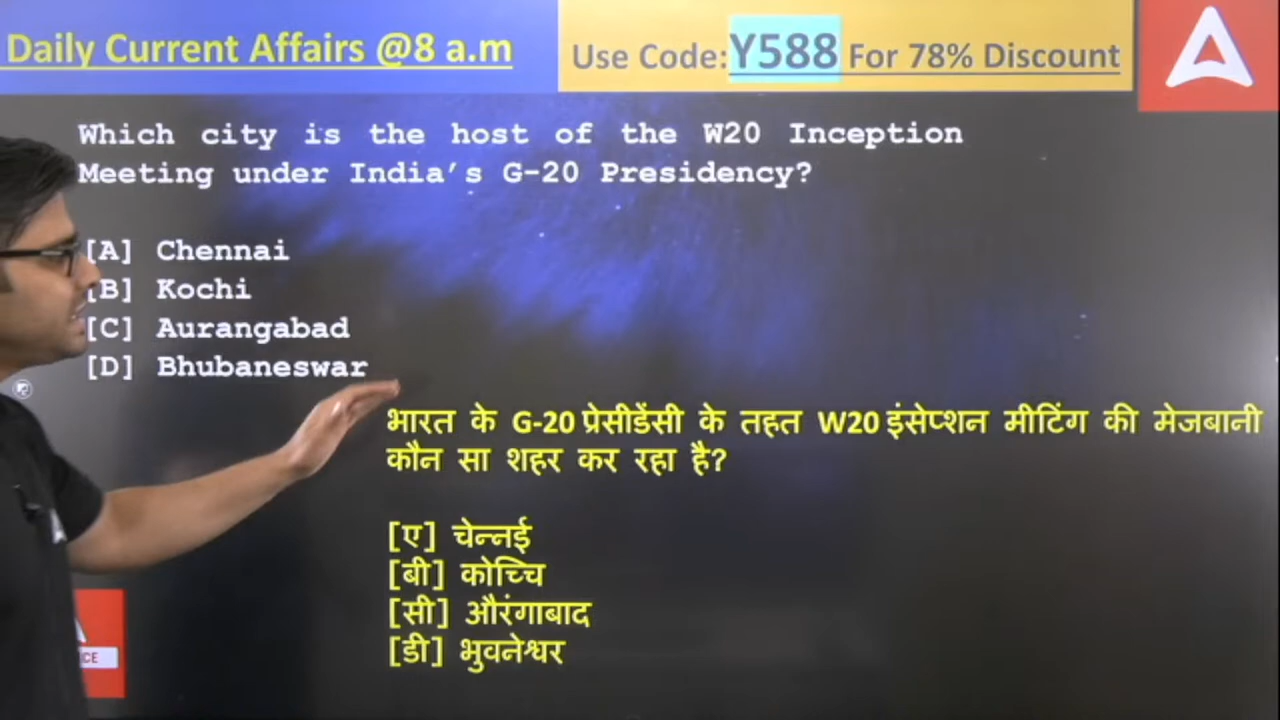 Daily Current Affairs @8 a.m
Use Code:Y588 For 78% Discount
Which city is the host of the W20 Inception
Meeting under India’s G-20 Presidency?
[A] Chennai
[B] Kochi
[C] Aurangabad
[D] Bhubaneswar
भारत के G-20 प्रेसीडेंसी के तहत W20 इंसेप्शन मीटिंग की मेजबानी
कौन सा शहर कर रहा है?
[ए] चेन्नई
[बी] कोच्चि
[सी] औरंगाबाद
[डी] भुवनेश्वर